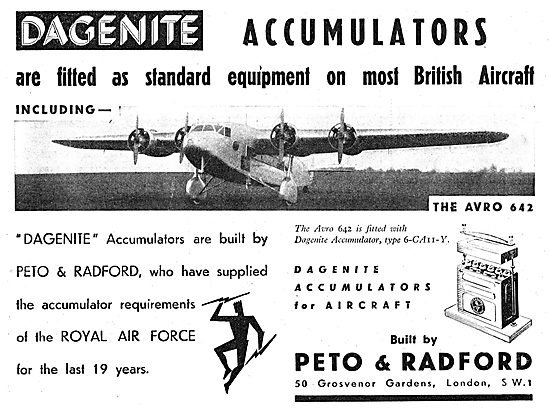 DAGENITE ACCUMULATORS
are fitted as standard equipment on most British Aircraft
INCLUDING—
THE AVRO 642
"DAGENITE" Accumulators are built by
PETO & RADFORD, who have supplied
the accumulator requirements
of the ROYAL AIR FORCE
for the last 19 years.
The Avro 642 is fitted with
Dagenite Accumulator, type 6-CA11-Y.
DAGENITE
ACCUMULATORS
for AIRCRAFT
Built by
PETO & RADFORD
50 Grosvenor Gardens, London, S.W.1